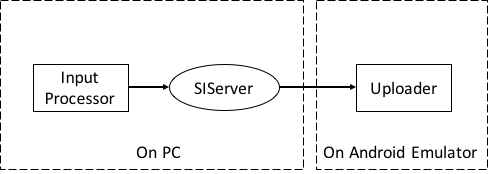 Input
Processor
SIServer
Uploader
On PC
On Android Emulator